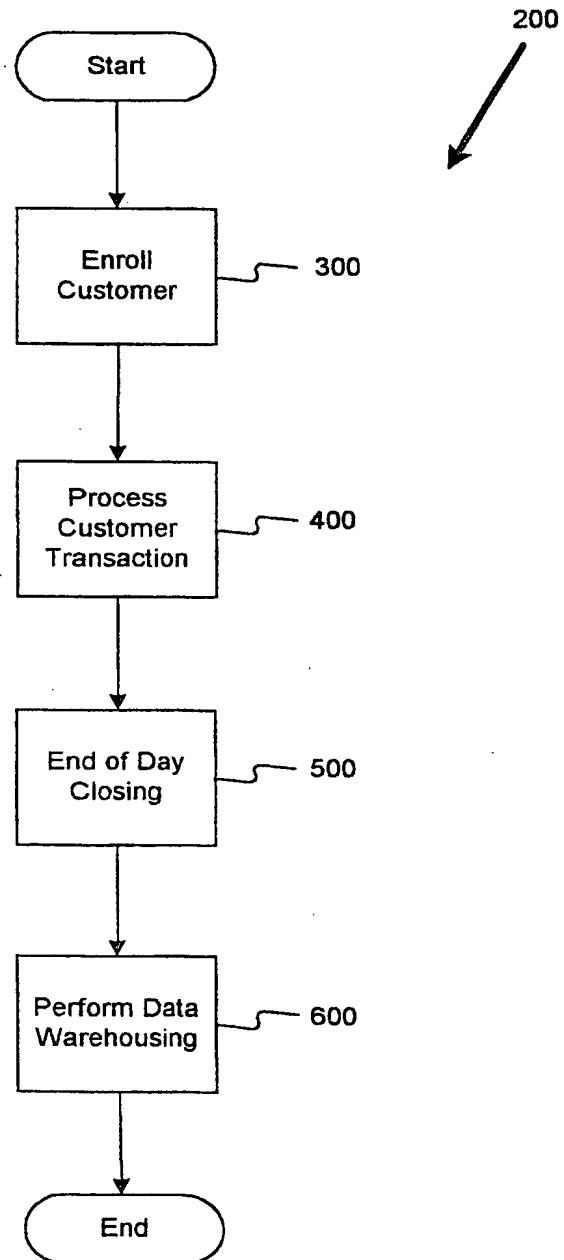 200
Start
Enroll
Customer
300
Process
Customer
Transaction
400
End of Day
Closing
500
Perform Data
Warehousing
600
End